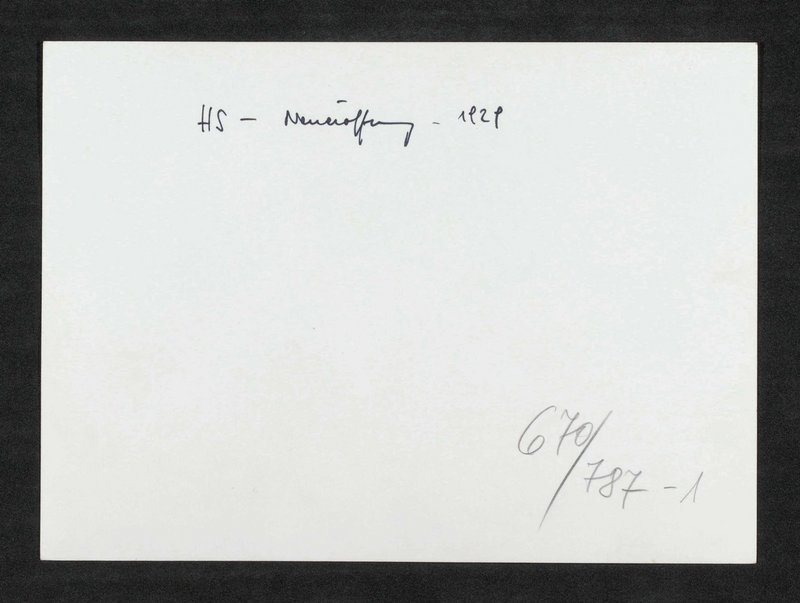 HS – Neueröffnung – 1929
670/
787-1